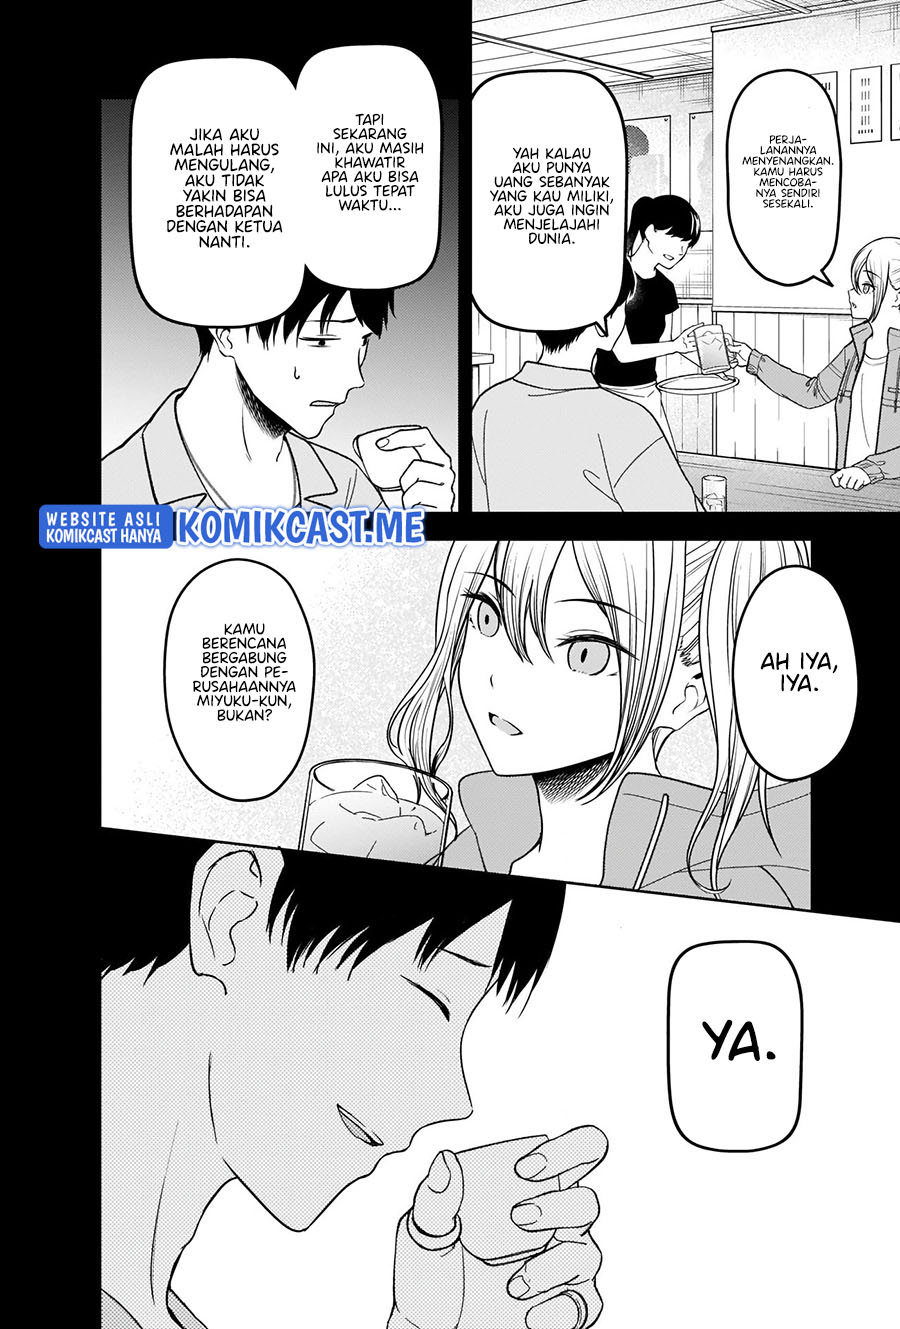 PERJA-
LANANNYA
MENYENANGKAN.
KAMU HARUS
MENCOBA-
NYA SENDIRI
SESEKALI.
YAH KALAU
AKU PUNYA
UANG SEBANYAK
YANG KAU MILIKI,
AKU JUGA INGIN
MENJELAJAHI
DUNIA.
TAPI
SEKARANG
INI, AKU MASIH
KHAWATIR
APA AKU BISA
LULUS TEPAT
WAKTU...
JIKA AKU
MALAH HARUS
MENGULANG,
AKU TIDAK
YAKIN BISA
BERHADAPAN
DENGAN KETUA
NANTI.
WEBSITE ASLI
KOMIKCAST HANYA
KOMIKCAST.ME
AH IYA,
IYA.
KAMU
BERENCANA
BERGABUNG
DENGAN PE-
RUSAHAANNYA
MIYUKU-KUN,
BUKAN?
YA.